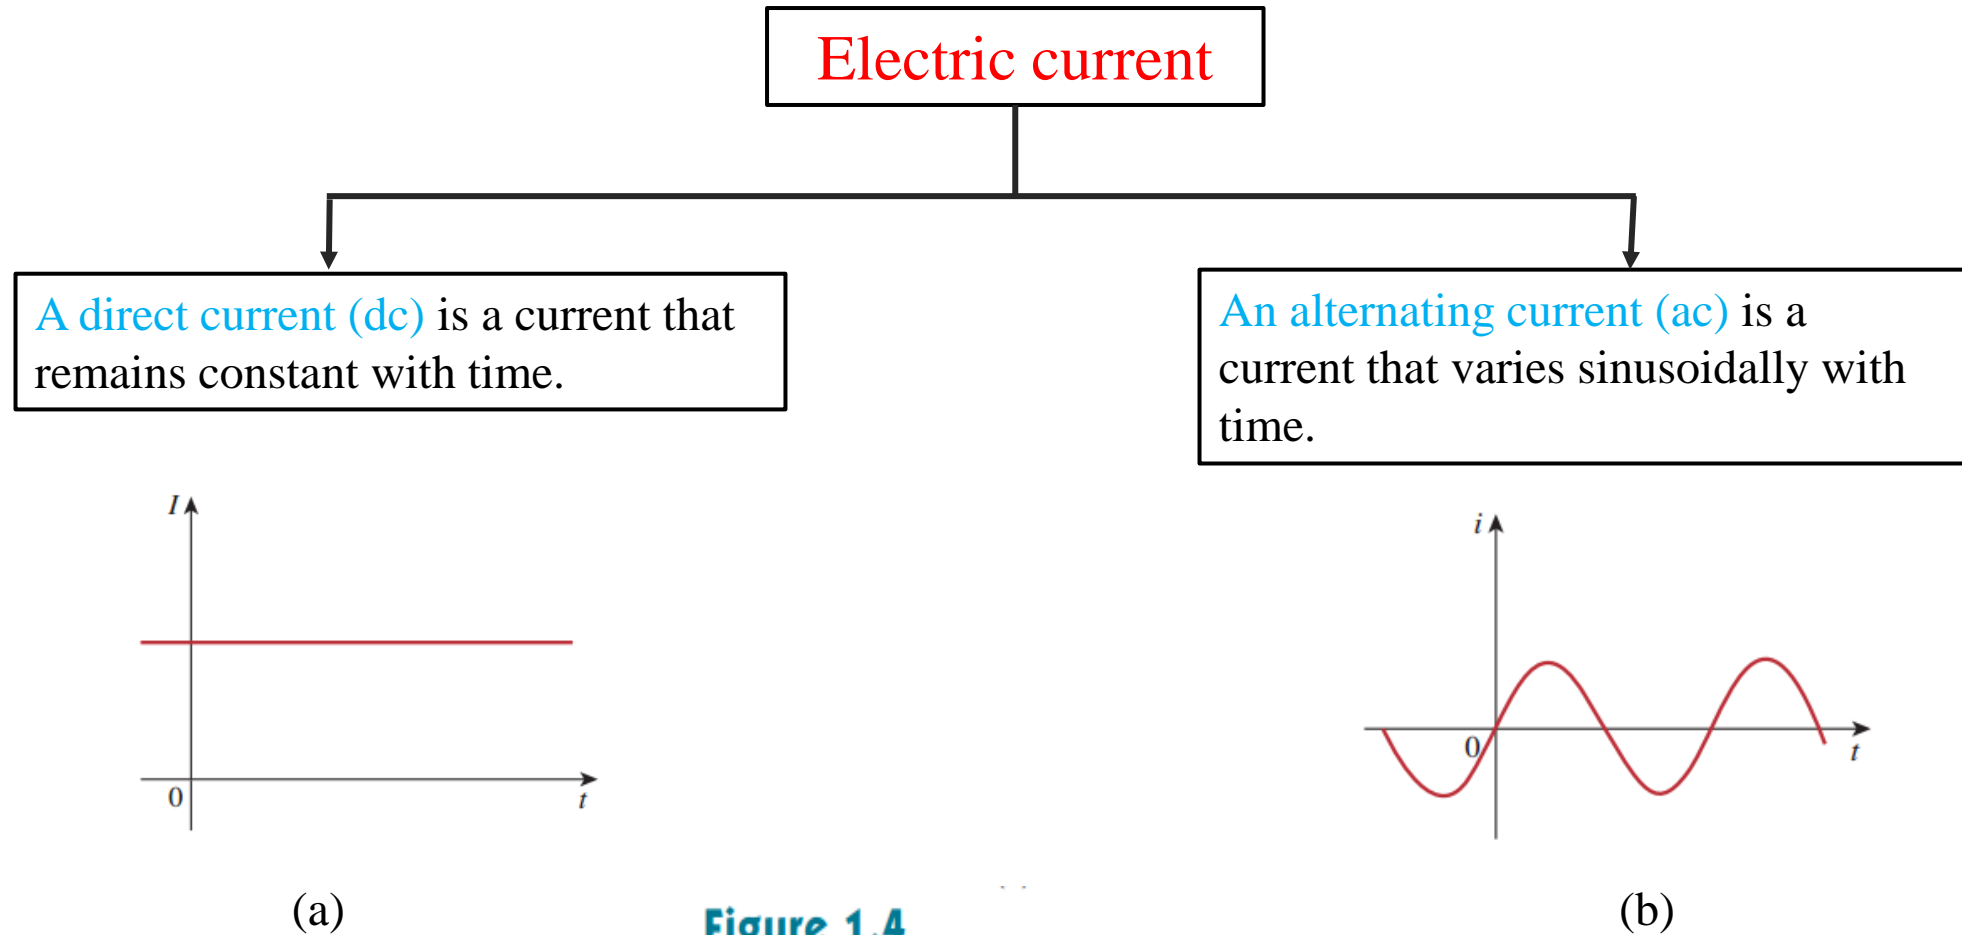 Electric current
A direct current (dc) is a current that
remains constant with time.
An alternating current (ac) is a
current that varies sinusoidally with
time.
I
0
t
i
0
t
(a)
Figure 1.4
(b)